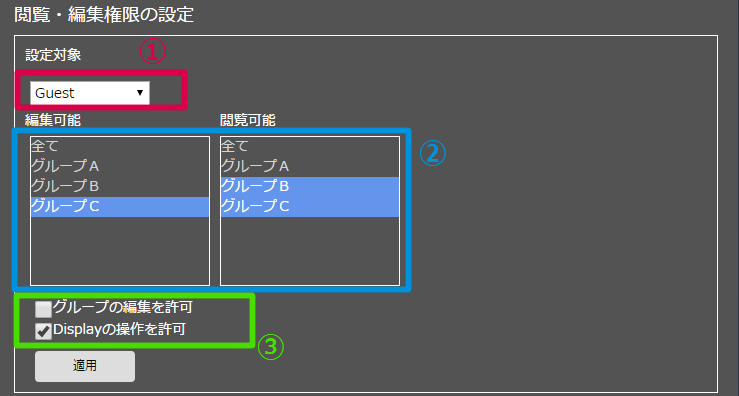 閲覧・編集権限の設定
設定対象 ①
Guest
編集可能 閲覧可能
全て 全て ②
グループA グループA
グループB グループB
グループC グループC
グループの編集を許可
Displayの操作を許可
③
適用